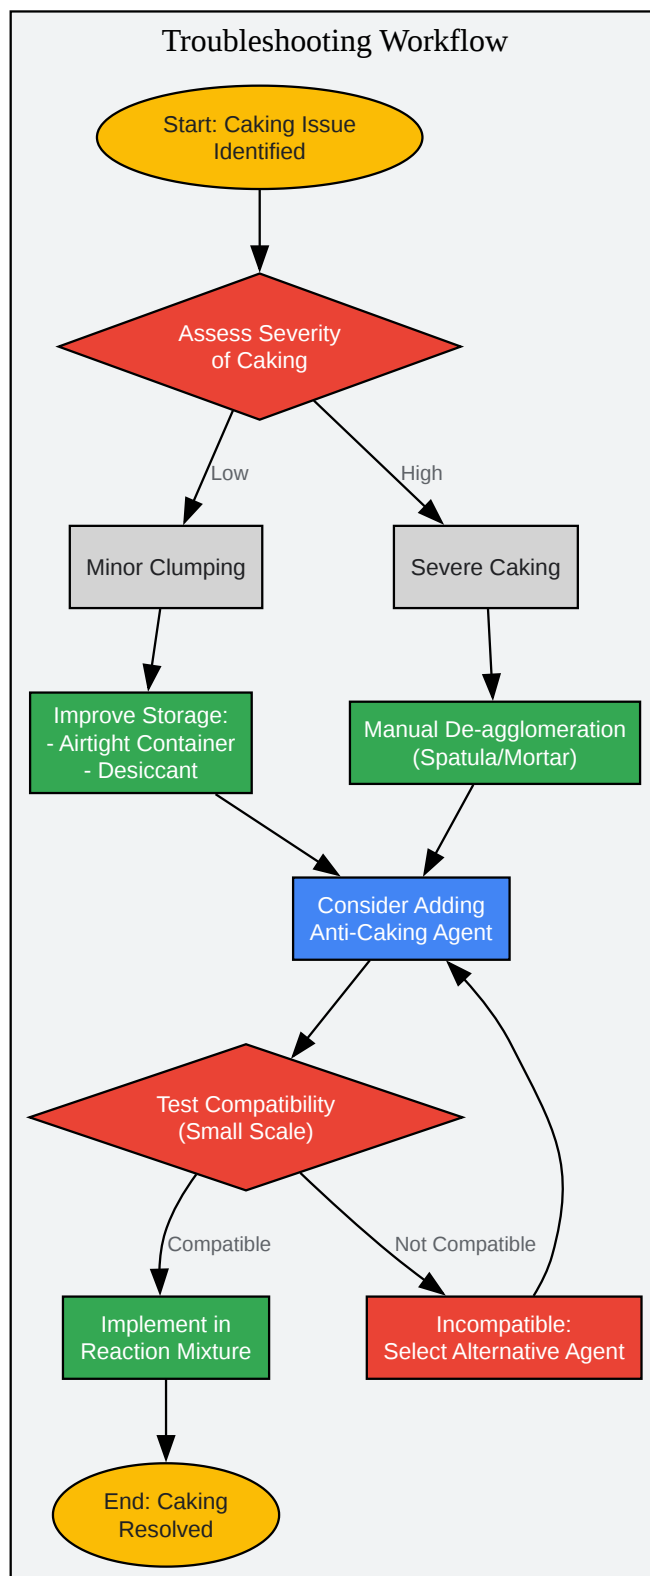 Troubleshooting Workflow
Start: Caking Issue
Identified
Assess Severity
of Caking
Low
High
Minor Clumping
Severe Caking
Improve Storage:
- Airtight Container
- Desiccant
Manual De-agglomeration
(Spatula/Mortar)
Consider Adding
Anti-Caking Agent
Test Compatibility
(Small Scale)
Compatible
Not Compatible
Implement in
Reaction Mixture
Incompatible:
Select Alternative Agent
End: Caking
Resolved